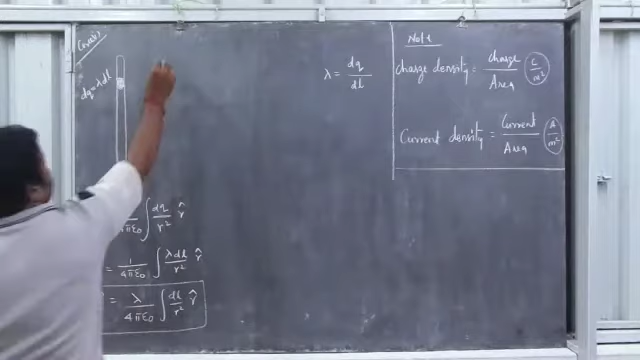 Case(i)
dq = λdl
1/4πε₀ ∫ dq/r² r̂
= 1/4πε₀ ∫ λdl/r² r̂
= λ/4πε₀ ∫ dl/r² r̂
λ = dq/dl
Note
Charge density = Charge/Area (C/m²)
Current density = Current/Area (A/m²)